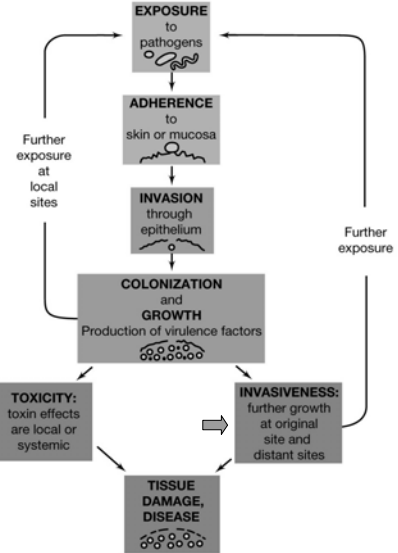 EXPOSURE
to
pathogens
ADHERENCE
to
skin or mucosa
Further
exposure
at
local
sites
INVASION
through
epithelium
Further
exposure
COLONIZATION
and
GROWTH
Production of virulence factors
TOXICITY:
toxin effects
are local or
systemic
INVASIVENESS:
further growth
at original
site and
distant sites
TISSUE
DAMAGE,
DISEASE